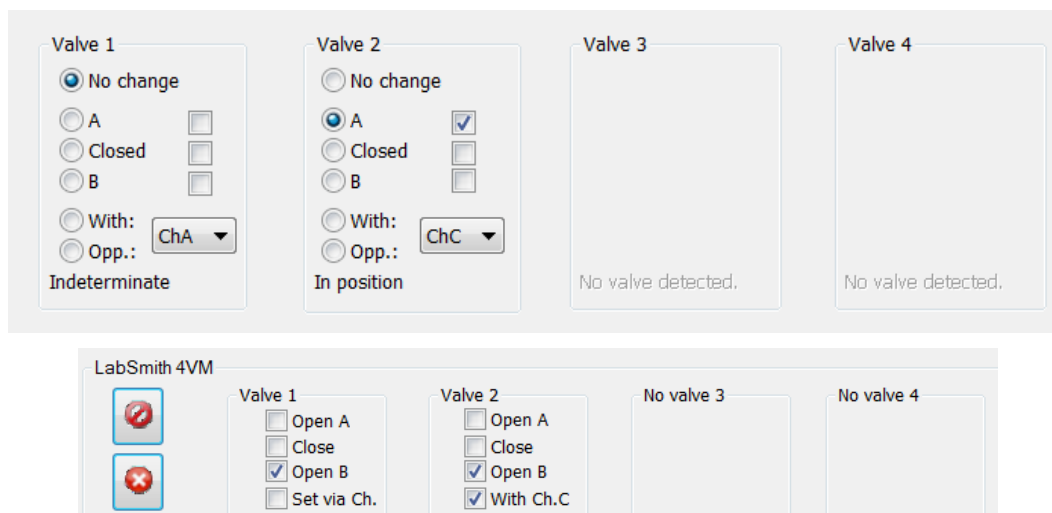 Valve 1 Valve 2 Valve 3 Valve 4
No change No change
A A
Closed Closed
B B
With: With:
ChA ChC
Opp.: Opp.:
Indeterminate In position No valve detected. No valve detected.
LabSmith 4VM
Valve 1 Valve 2 No valve 3 No valve 4
Open A Open A
Close Close
Open B Open B
Set via Ch. With Ch.C